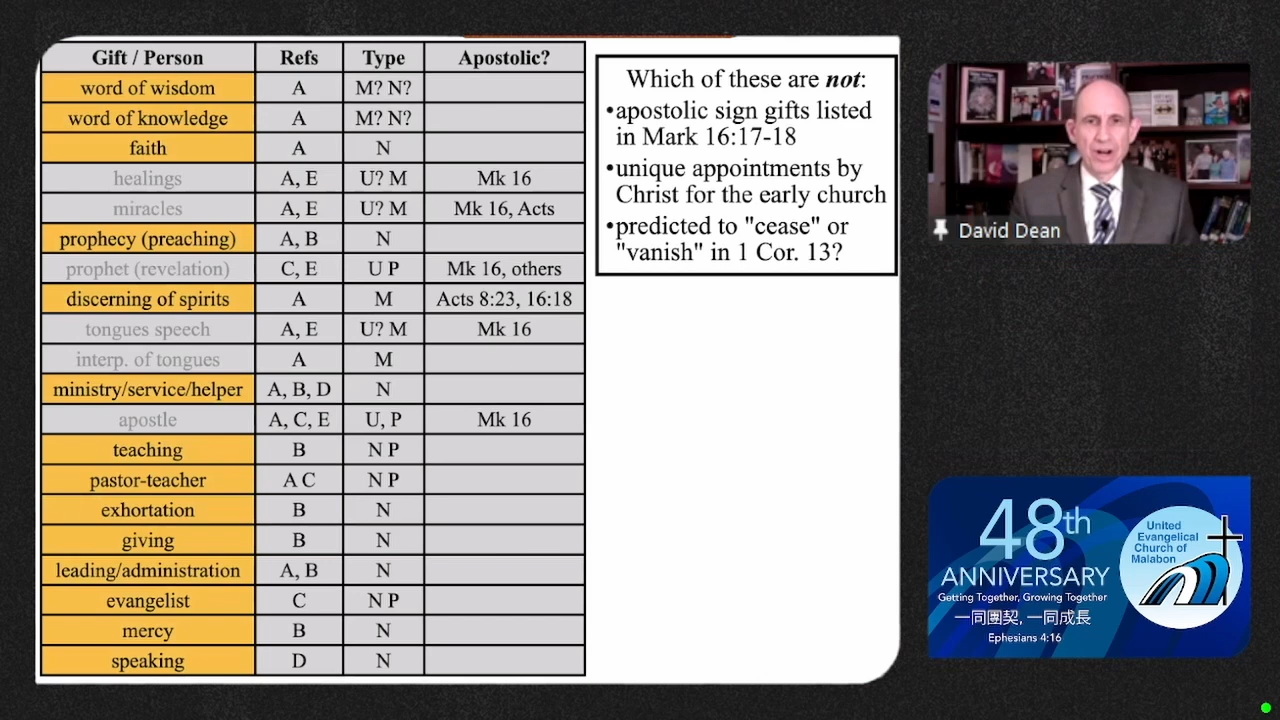 Gift / Person Refs Type Apostolic?
word of wisdom A M? N?
word of knowledge A M? N?
faith A N
healings A, E U? M Mk 16
miracles A, E U? M Mk 16, Acts
prophecy (preaching) A, B N
prophet (revelation) C, E U P Mk 16, others
discerning of spirits A M Acts 8:23, 16:18
tongues speech A, E U? M Mk 16
interp. of tongues A M
ministry/service/helper A, B, D N
apostle A, C, E U, P Mk 16
teaching B N P
pastor-teacher A C N P
exhortation B N
giving B N
leading/administration A, B N
evangelist C N P
mercy B N
speaking D N
Which of these are not:
•apostolic sign gifts listed
in Mark 16:17-18
•unique appointments by
Christ for the early church
•predicted to "cease" or
"vanish" in 1 Cor. 13?
David Dean
48th
ANNIVERSARY
Getting Together, Growing Together
一同團契, 一同成長
Ephesians 4:16
United
Evangelical
Church of
Malabon